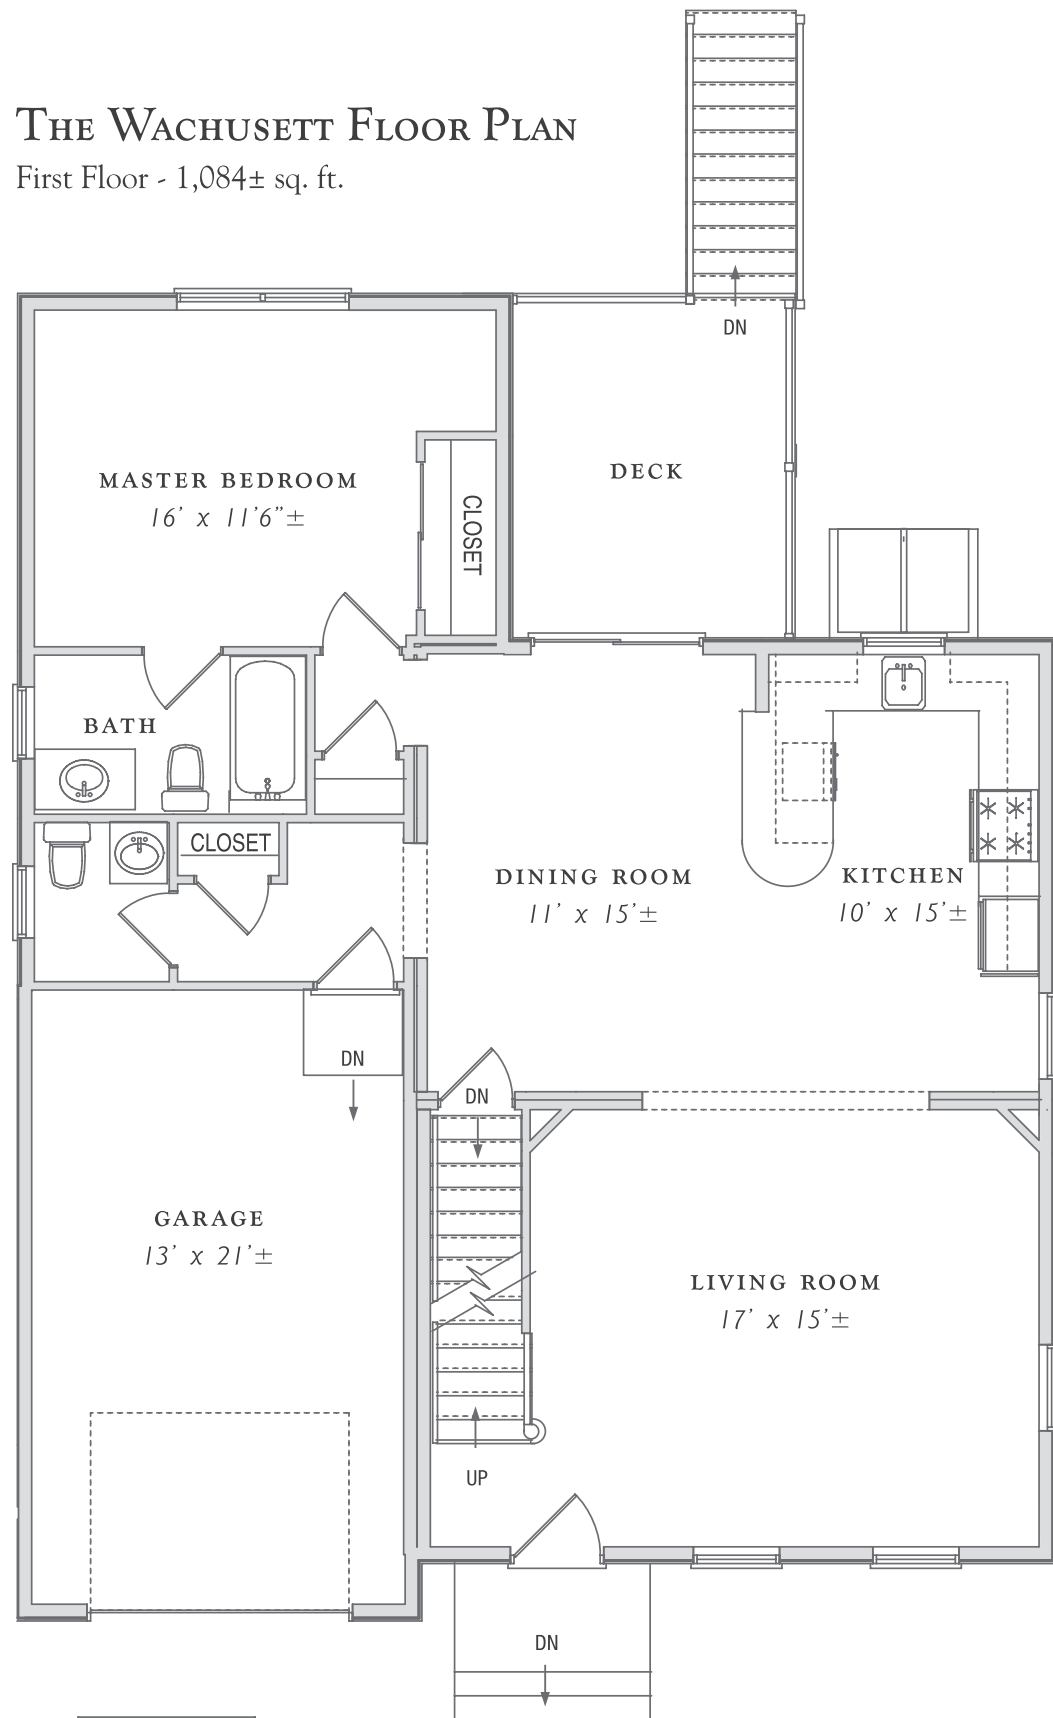 THE WACHUSETT FLOOR PLAN
First Floor - 1,084± sq. ft.
DN
MASTER BEDROOM
16' x 11'6"±
CLOSET
DECK
BATH
CLOSET
DINING ROOM
11' x 15'±
KITCHEN
10' x 15'±
DN
DN
GARAGE
13' x 21'±
LIVING ROOM
17' x 15'±
UP
DN